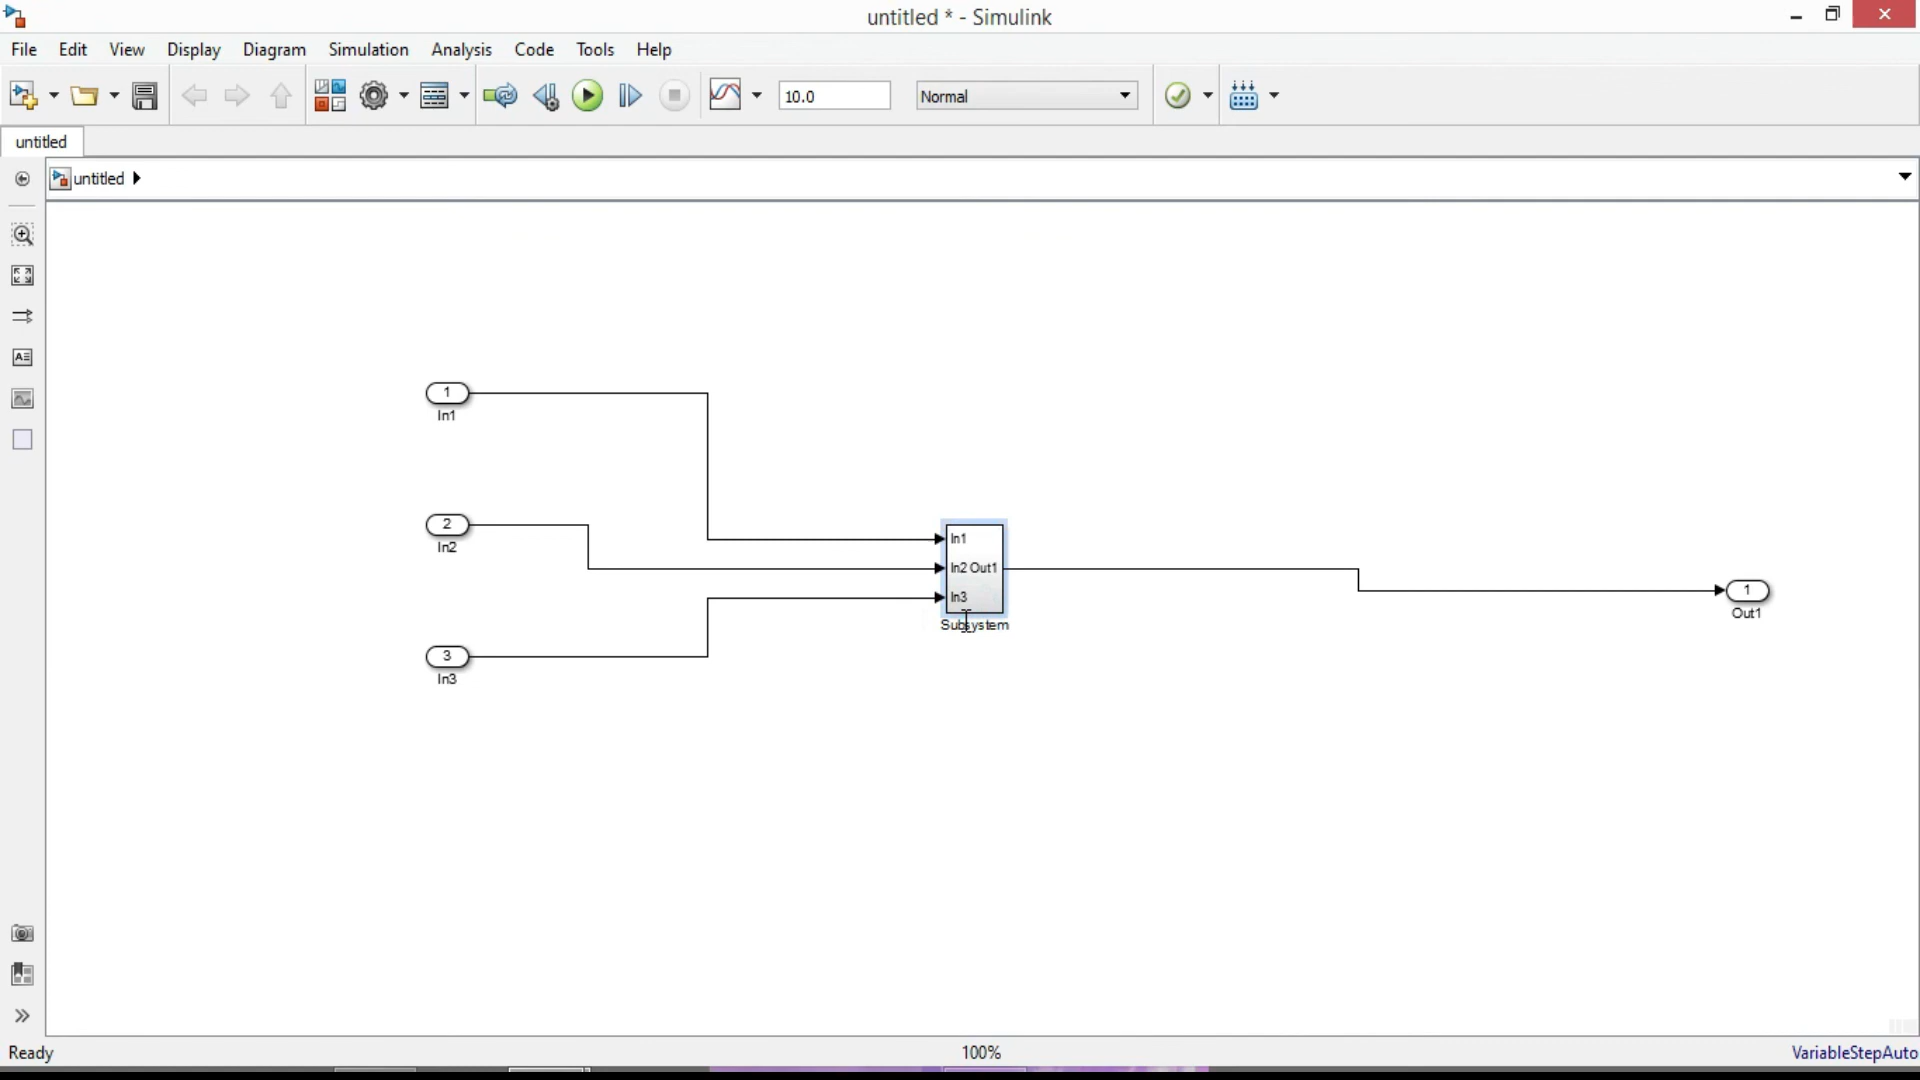 untitled * - Simulink
File Edit View Display Diagram Simulation Analysis Code Tools Help
10.0 Normal
untitled
untitled
1
In1
2
In2
In1
In2 Out1
In3
Subsystem
1
Out1
3
In3
Ready 100% VariableStepAuto